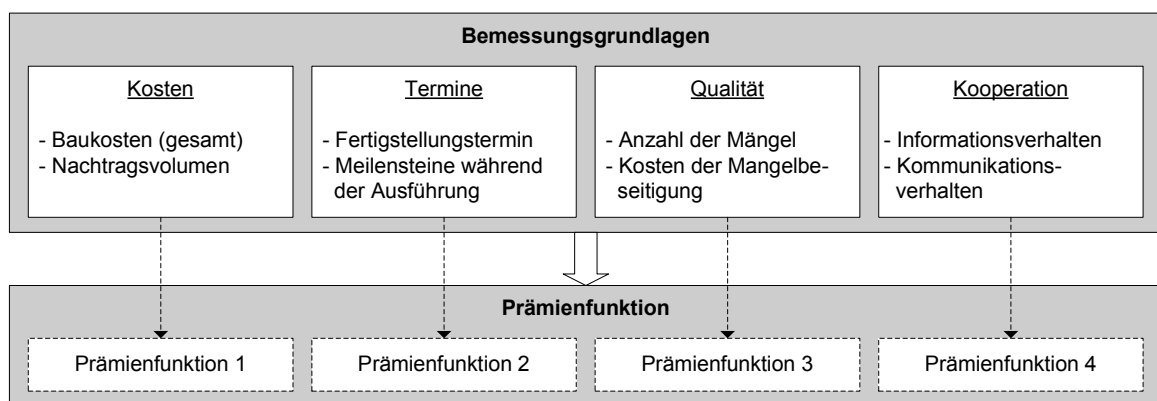 Bemessungsgrundlagen
Kosten
- Baukosten (gesamt)
- Nachtragsvolumen
Termine
- Fertigstellungstermin
- Meilensteine während
der Ausführung
Qualität
- Anzahl der Mängel
- Kosten der Mangelbe-
seitigung
Kooperation
- Informationsverhalten
- Kommunikations-
verhalten
Prämienfunktion
Prämienfunktion 1
Prämienfunktion 2
Prämienfunktion 3
Prämienfunktion 4